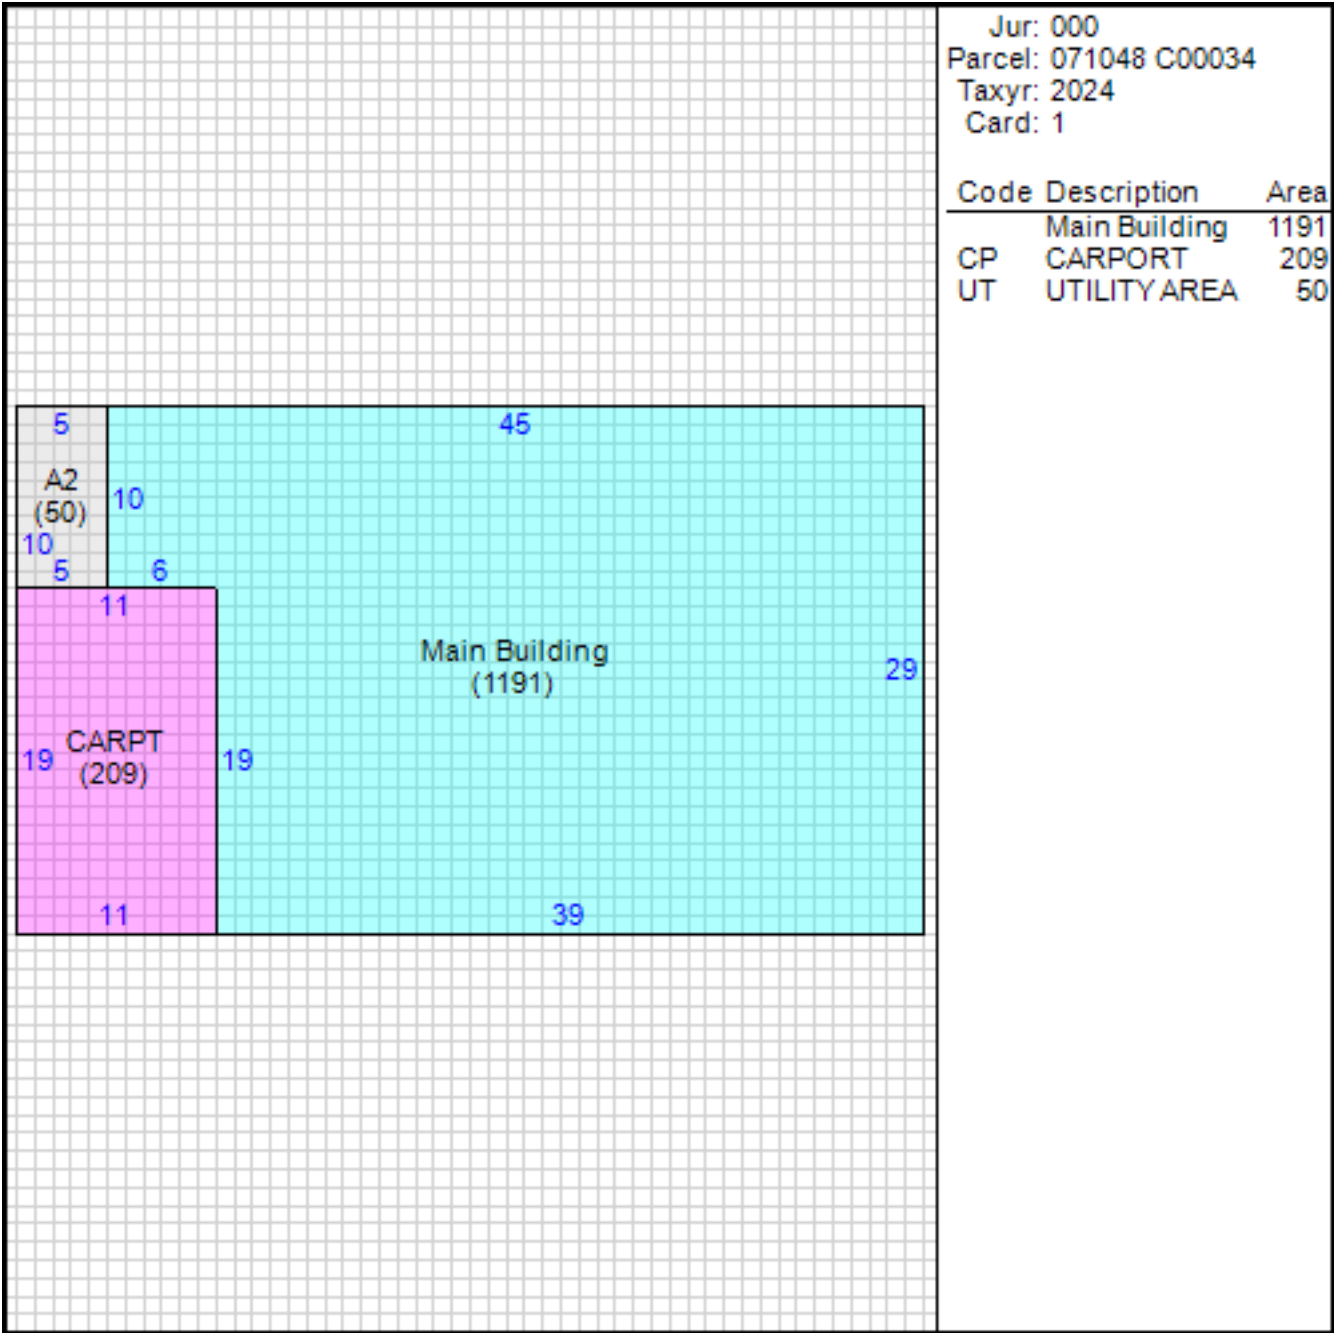 Jur: 000
Parcel: 071048 C00034
Taxyr: 2024
Card: 1
Code Description Area
Main Building 1191
CP CARPORT 209
UT UTILITY AREA 50
5 45
A2
(50)
10
10
5 6
11
Main Building
(1191)
29
CARPT
(209)
19 19
11 39